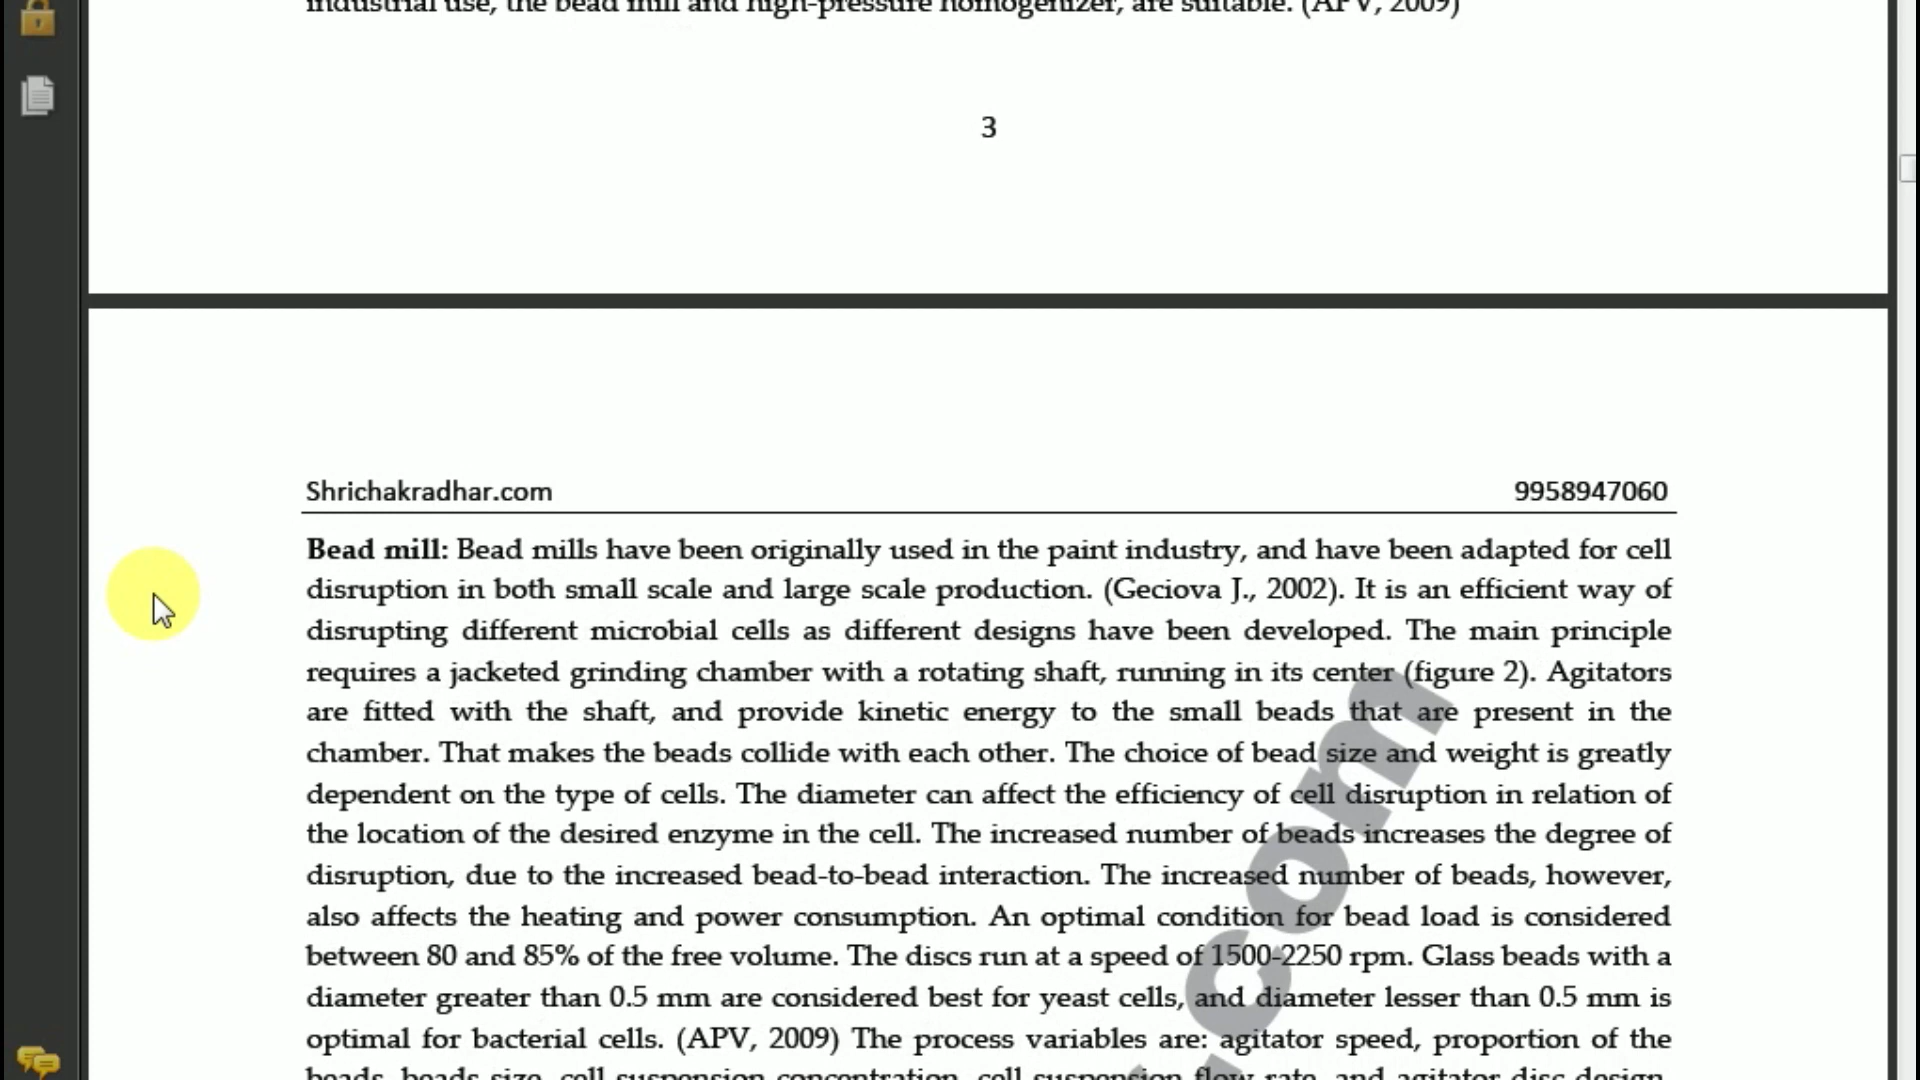 industrial use, the bead mill and high-pressure homogenizer, are suitable. (APV, 2009)
3
Shrichakradhar.com 9958947060
Bead mill: Bead mills have been originally used in the paint industry, and have been adapted for cell
disruption in both small scale and large scale production. (Geciova J., 2002). It is an efficient way of
disrupting different microbial cells as different designs have been developed. The main principle
requires a jacketed grinding chamber with a rotating shaft, running in its center (figure 2). Agitators
are fitted with the shaft, and provide kinetic energy to the small beads that are present in the
chamber. That makes the beads collide with each other. The choice of bead size and weight is greatly
dependent on the type of cells. The diameter can affect the efficiency of cell disruption in relation of
the location of the desired enzyme in the cell. The increased number of beads increases the degree of
disruption, due to the increased bead-to-bead interaction. The increased number of beads, however,
also affects the heating and power consumption. An optimal condition for bead load is considered
between 80 and 85% of the free volume. The discs run at a speed of 1500-2250 rpm. Glass beads with a
diameter greater than 0.5 mm are considered best for yeast cells, and diameter lesser than 0.5 mm is
optimal for bacterial cells. (APV, 2009) The process variables are: agitator speed, proportion of the
beads, beads size, cell suspension concentration, cell suspension flow rate, and agitator disc design.
.com